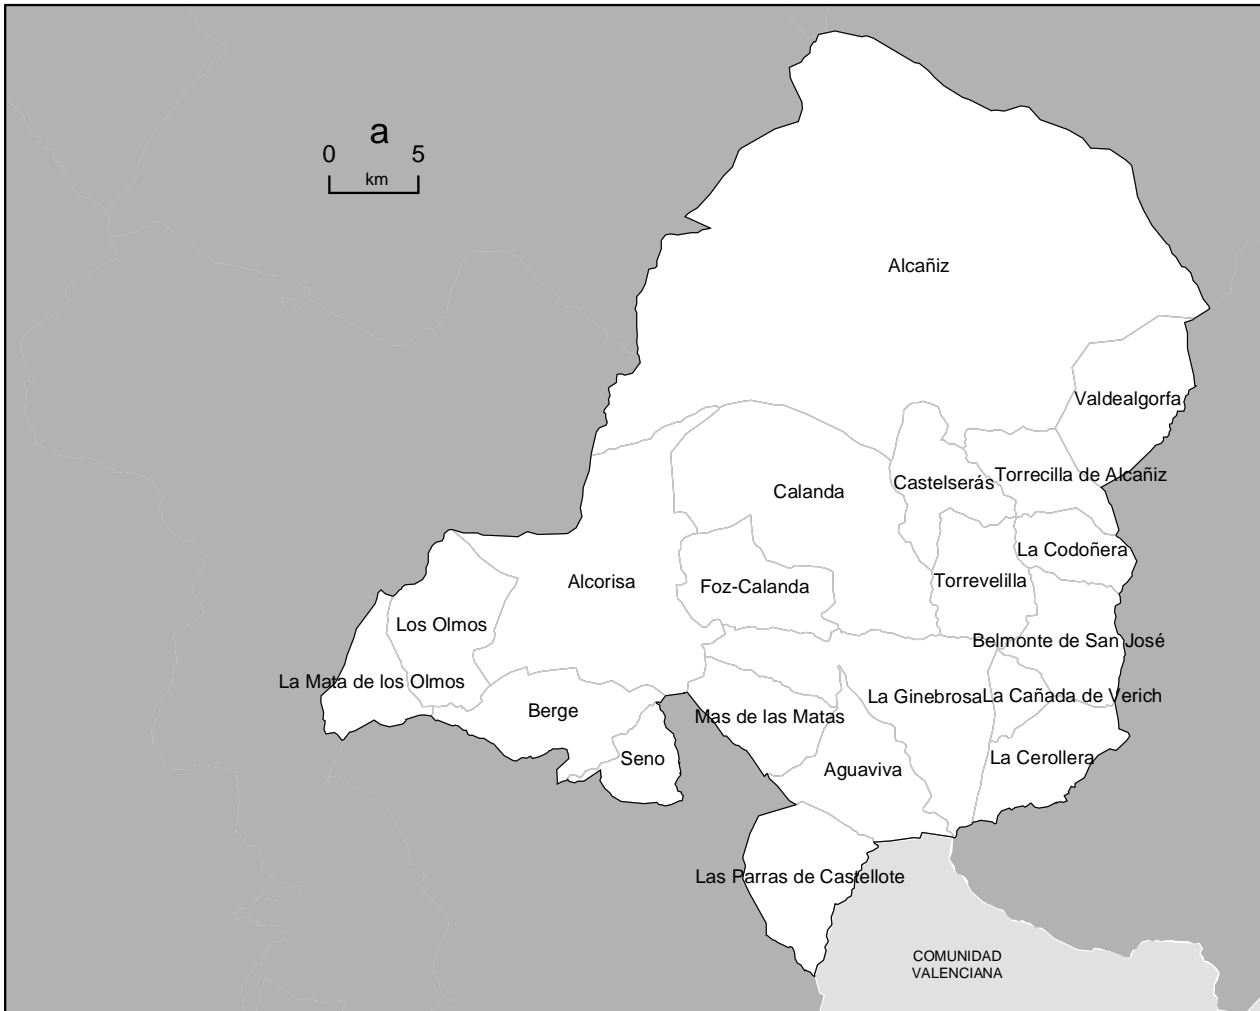 a
0 5
km
Alcañiz
Valdealgorfa
Torrecilla de Alcañiz
Castelserás
Calanda
La Codoñera
Torrevelilla
Alcorisa
Foz-Calanda
Los Olmos
Belmonte de San José
La Mata de los Olmos
La Ginebrosa
La Cañada de Verich
Berge
Mas de las Matas
Seno
La Cerollera
Aguaviva
Las Parras de Castellote
COMUNIDAD
VALENCIANA